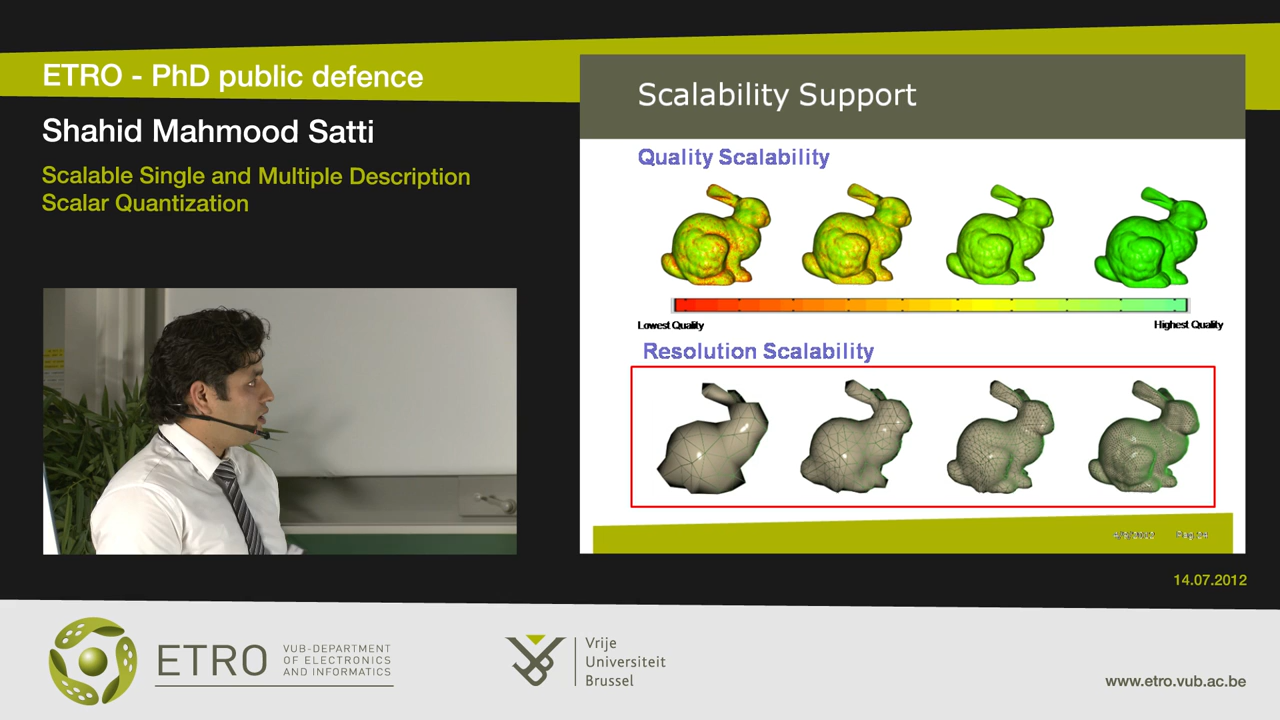 ETRO - PhD public defence
Shahid Mahmood Satti
Scalable Single and Multiple Description
Scalar Quantization
Scalability Support
Quality Scalability
Lowest Quality
Highest Quality
Resolution Scalability
14.07.2012
ETRO
VUB-DEPARTMENT
OF ELECTRONICS
AND INFORMATICS
Vrije
Universiteit
Brussel
www.etro.vub.ac.be